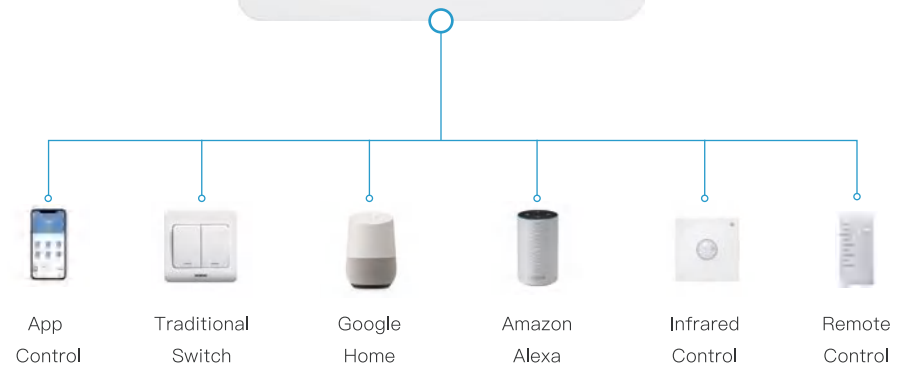 App Control
Traditional Switch
Google Home
Amazon Alexa
Infrared Control
Remote Control